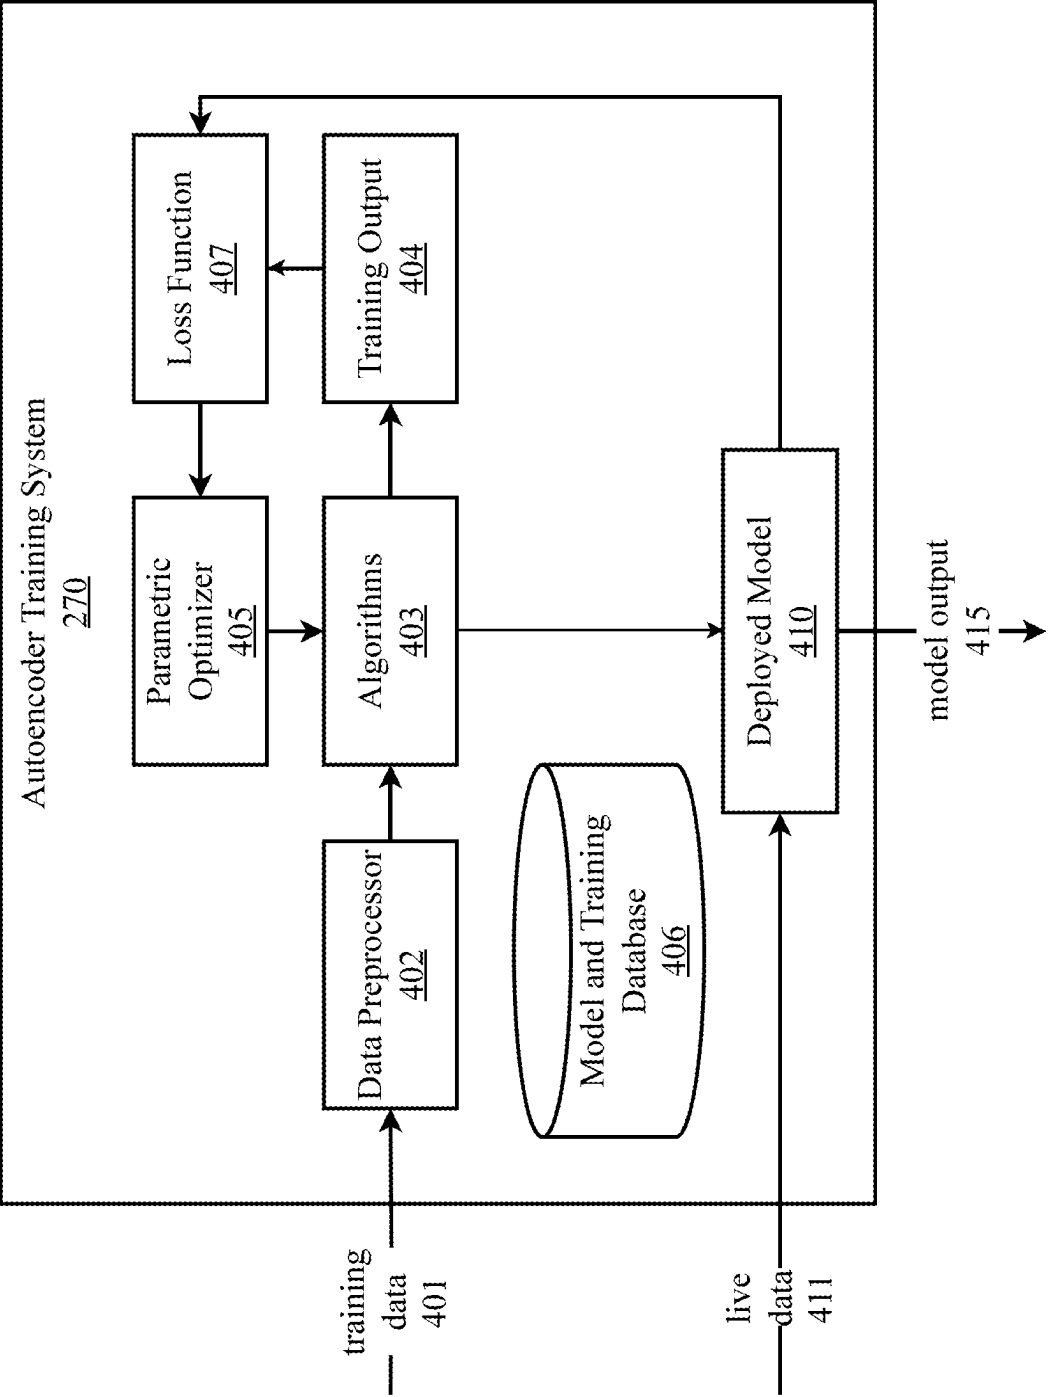 Autoencoder Training System
270
Parametric
Optimizer
405
Loss Function
407
training
data
401
Data Preprocessor
402
Algorithms
403
Training Output
404
Model and Training
Database
406
live
data
411
Deployed Model
410
model output
415